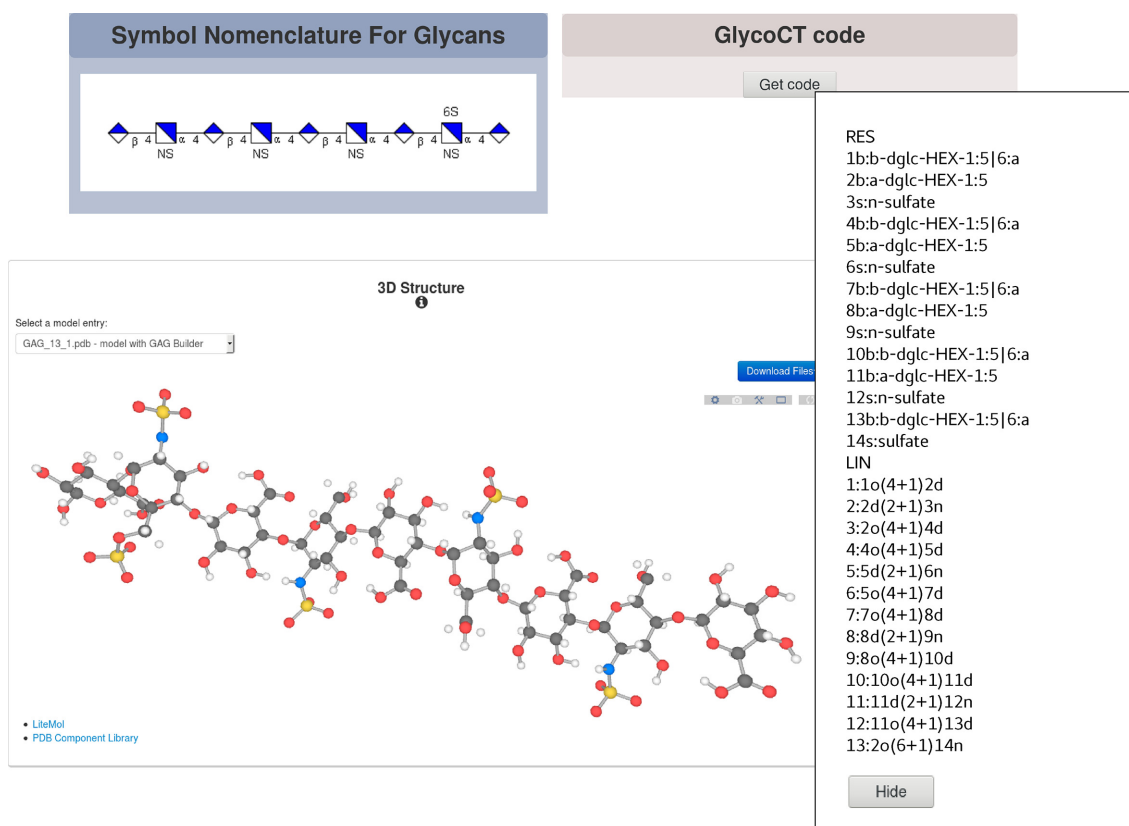 Symbol Nomenclature For Glycans
6S
β 4 α 4 β 4 α 4 β 4 α 4 β 4 α 4
NS NS NS NS
GlycoCT code
Get code
3D Structure
i
Select a model entry:
GAG_13_1.pdb - model with GAG Builder
Download Files
LiteMol
PDB Component Library
RES
1b:b-dglc-HEX-1:5|6:a
2b:a-dglc-HEX-1:5
3s:n-sulfate
4b:b-dglc-HEX-1:5|6:a
5b:a-dglc-HEX-1:5
6s:n-sulfate
7b:b-dglc-HEX-1:5|6:a
8b:a-dglc-HEX-1:5
9s:n-sulfate
10b:b-dglc-HEX-1:5|6:a
11b:a-dglc-HEX-1:5
12s:n-sulfate
13b:b-dglc-HEX-1:5|6:a
14s:sulfate
LIN
1:1o(4+1)2d
2:2d(2+1)3n
3:2o(4+1)4d
4:4o(4+1)5d
5:5d(2+1)6n
6:5o(4+1)7d
7:7o(4+1)8d
8:8d(2+1)9n
9:8o(4+1)10d
10:10o(4+1)11d
11:11d(2+1)12n
12:11o(4+1)13d
13:2o(6+1)14n
Hide